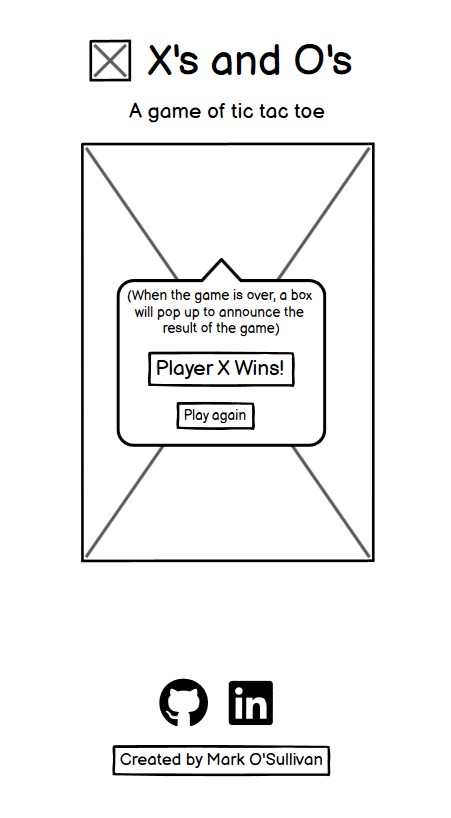 X's and O's
A game of tic tac toe
(When the game is over, a box
will pop up to announce the
result of the game)
Player X Wins!
Play again
in
Created by Mark O'Sullivan